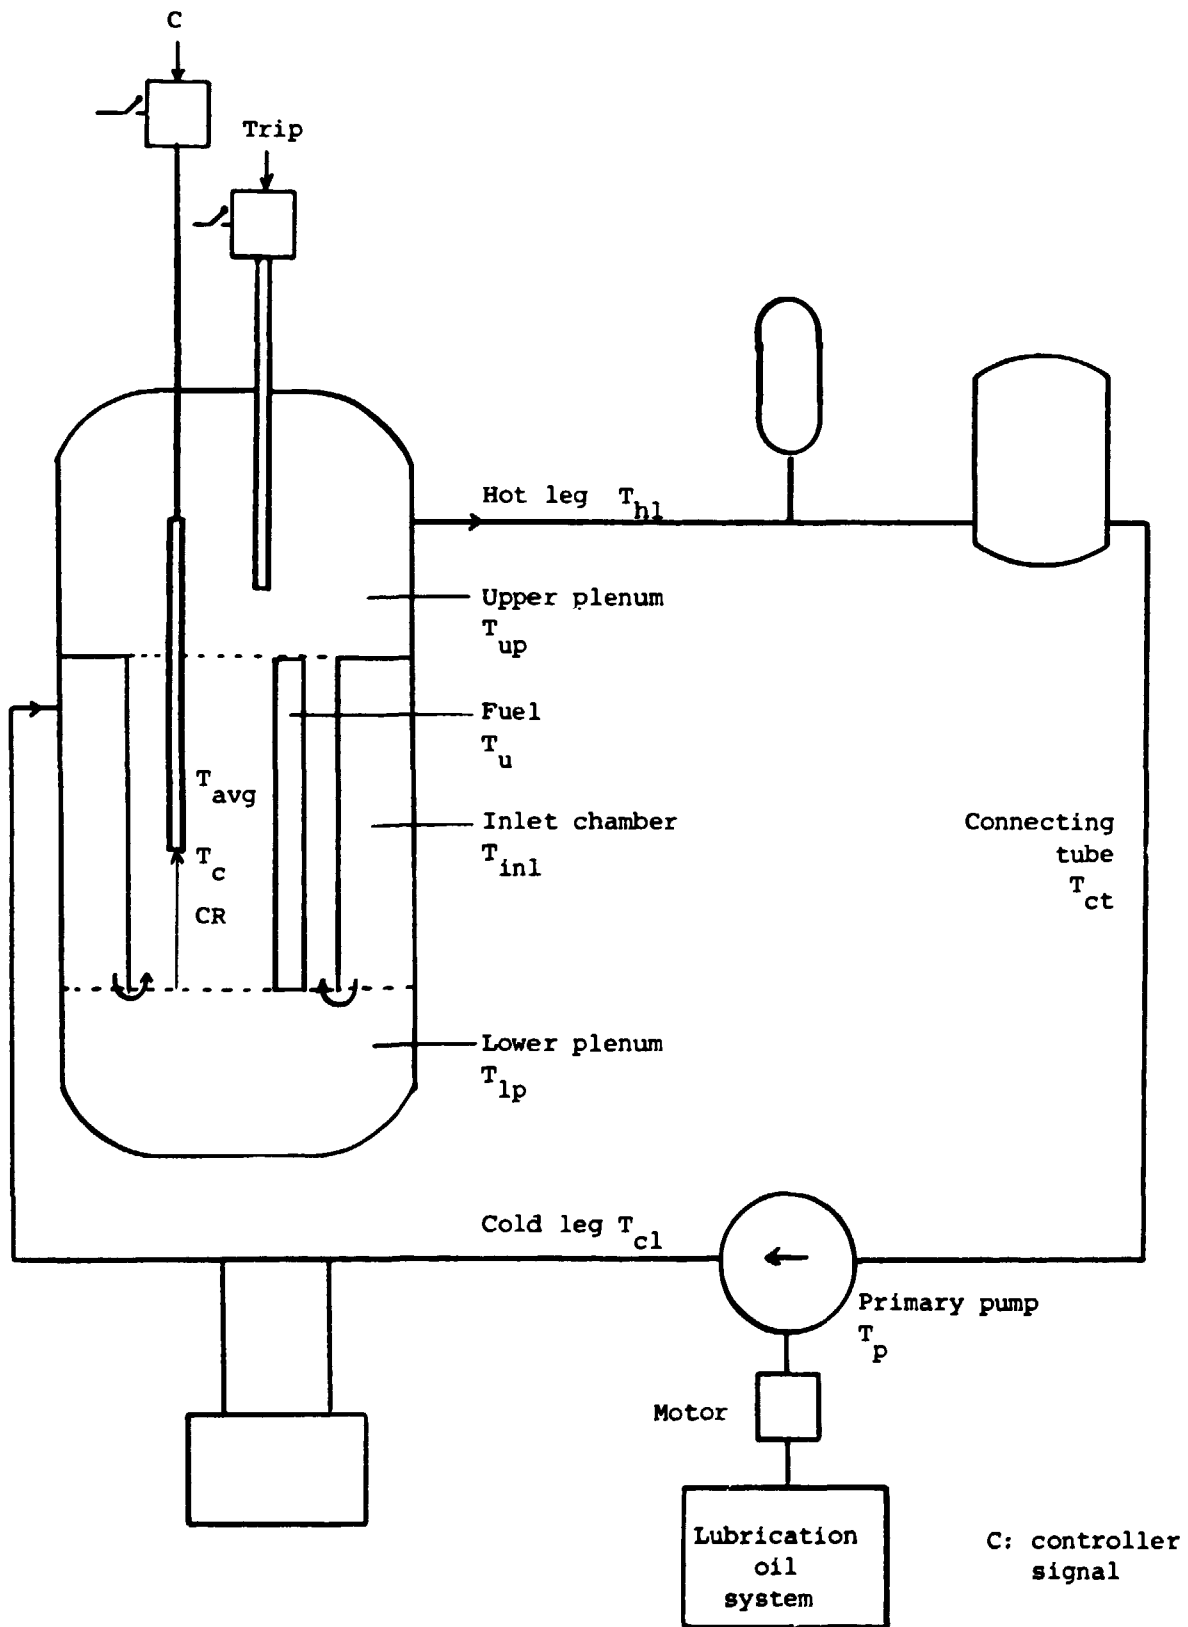 C
Trip
Hot leg T_hl
Upper plenum
T_up
Fuel
T_u
T_avg
Inlet chamber
T_inl
Connecting
tube
T_ct
T_c
CR
Lower plenum
T_lp
Cold leg T_cl
Primary pump
T_p
Motor
Lubrication
oil
system
C: controller
signal